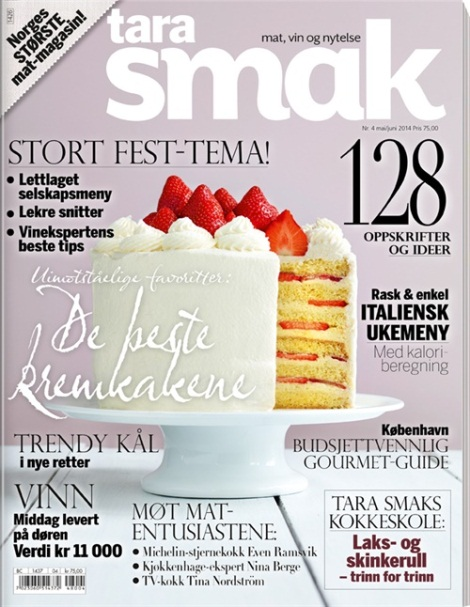 Norges
STØRSTE
mat-magasin!
tara
smak
mat, vin og nytelse
Nr. 4 mai/juni 2014 Pris 75,00
STORT FEST-TEMA!
• Lettlaget
selskapsmeny
• Lekre snitter
• Vinekspertens
beste tips
128
OPPSKRIFTER
OG IDEER
Uimotståelige favoritter:
De beste
kremkakene
Rask & enkel
ITALIENSK
UKEMENY
Med kalori-
beregning
København
BUDSJETTVENNLIG
GOURMET-GUIDE
TRENDY KÅL
i nye retter
VINN
Middag levert
på døren
Verdi kr 11 000
MØT MAT-
ENTUSIASTENE:
• Michelin-stjernekokk Even Ramsvik
• Kjøkkenhage-ekspert Nina Berge
• TV-kokk Tina Nordström
TARA SMAKS
KOKKESKOLE:
Laks- og
skinkerull
– trinn for trinn